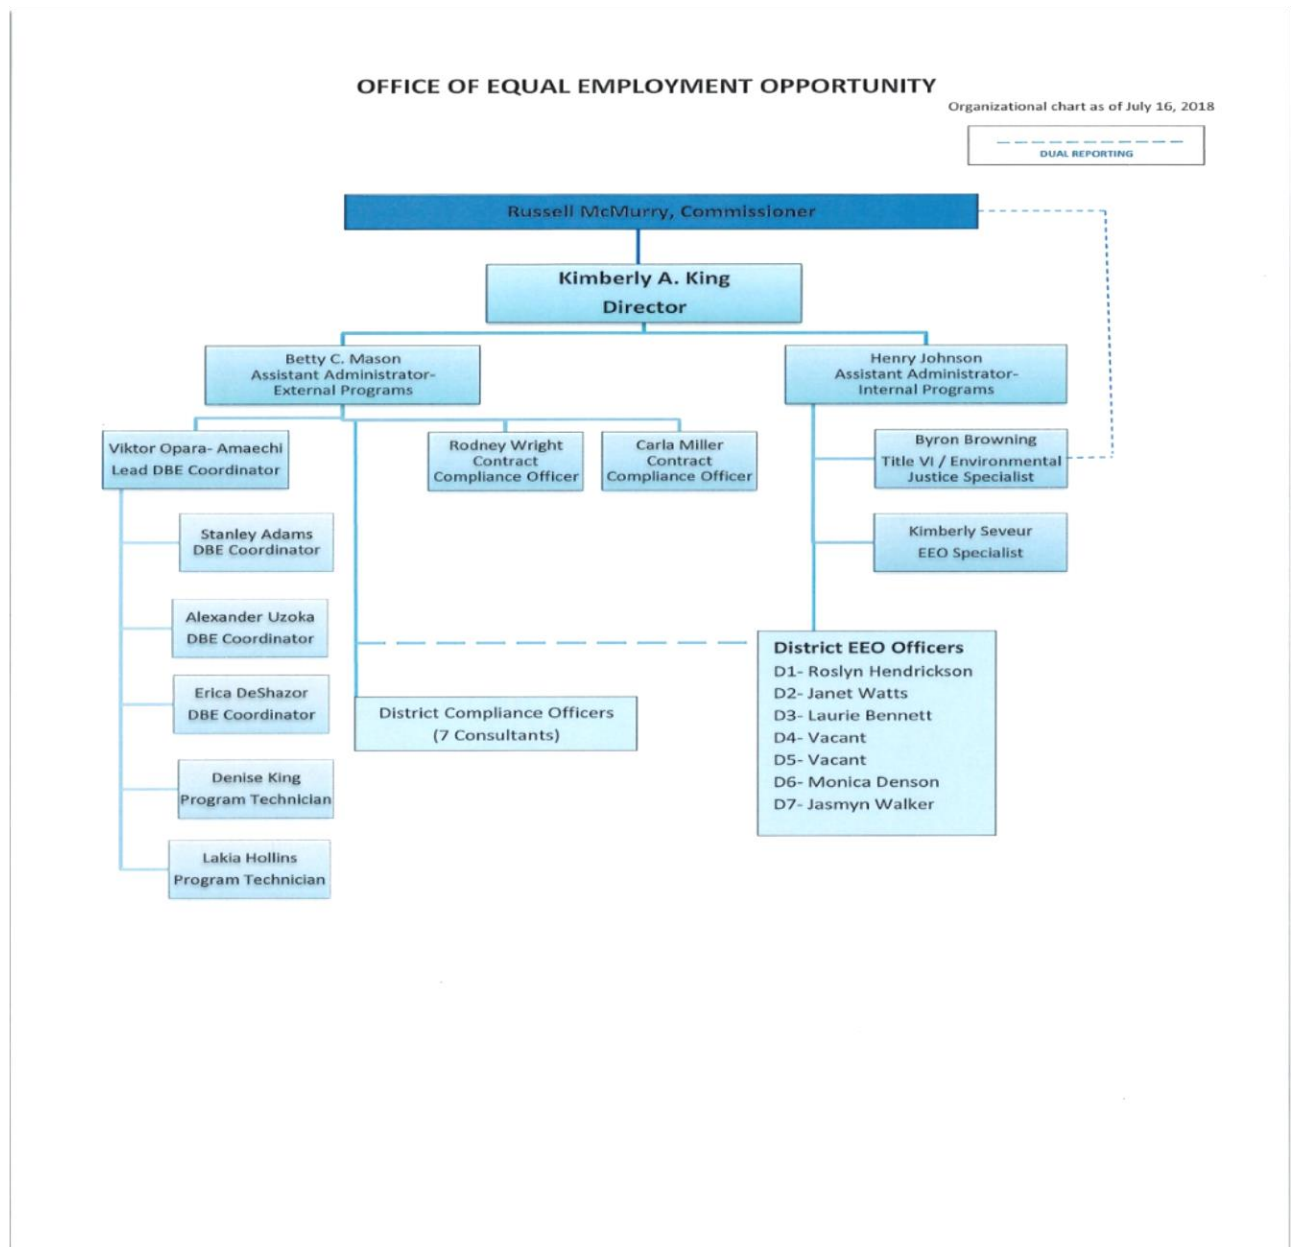 OFFICE OF EQUAL EMPLOYMENT OPPORTUNITY
Organizational chart as of July 16, 2018
DUAL REPORTING
Russell McMurry, Commissioner
Kimberly A. King
Director
Betty C. Mason
Assistant Administrator-
External Programs
Henry Johnson
Assistant Administrator-
Internal Programs
Viktor Opara- Amaechi
Lead DBE Coordinator
Rodney Wright
Contract
Compliance Officer
Carla Miller
Contract
Compliance Officer
Byron Browning
Title VI / Environmental
Justice Specialist
Stanley Adams
DBE Coordinator
Kimberly Seveur
EEO Specialist
Alexander Uzoka
DBE Coordinator
Erica DeShazor
DBE Coordinator
District Compliance Officers
(7 Consultants)
District EEO Officers
D1- Roslyn Hendrickson
D2- Janet Watts
D3- Laurie Bennett
D4- Vacant
D5- Vacant
D6- Monica Denson
D7- Jasmyn Walker
Denise King
Program Technician
Lakia Hollins
Program Technician